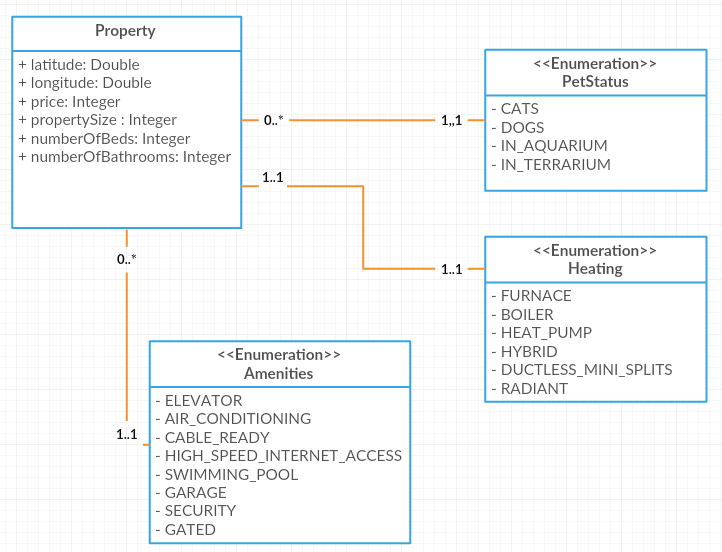 Property
+ latitude: Double
+ longitude: Double
+ price: Integer
+ propertySize : Integer
+ numberOfBeds: Integer
+ numberOfBathrooms: Integer
<<Enumeration>>
PetStatus
- CATS
- DOGS
- IN_AQUARIUM
- IN_TERRARIUM
0..*
1,,1
1..1
1..1
<<Enumeration>>
Heating
- FURNACE
- BOILER
- HEAT_PUMP
- HYBRID
- DUCTLESS_MINI_SPLITS
- RADIANT
0..*
1..1
<<Enumeration>>
Amenities
- ELEVATOR
- AIR_CONDITIONING
- CABLE_READY
- HIGH_SPEED_INTERNET_ACCESS
- SWIMMING_POOL
- GARAGE
- SECURITY
- GATED